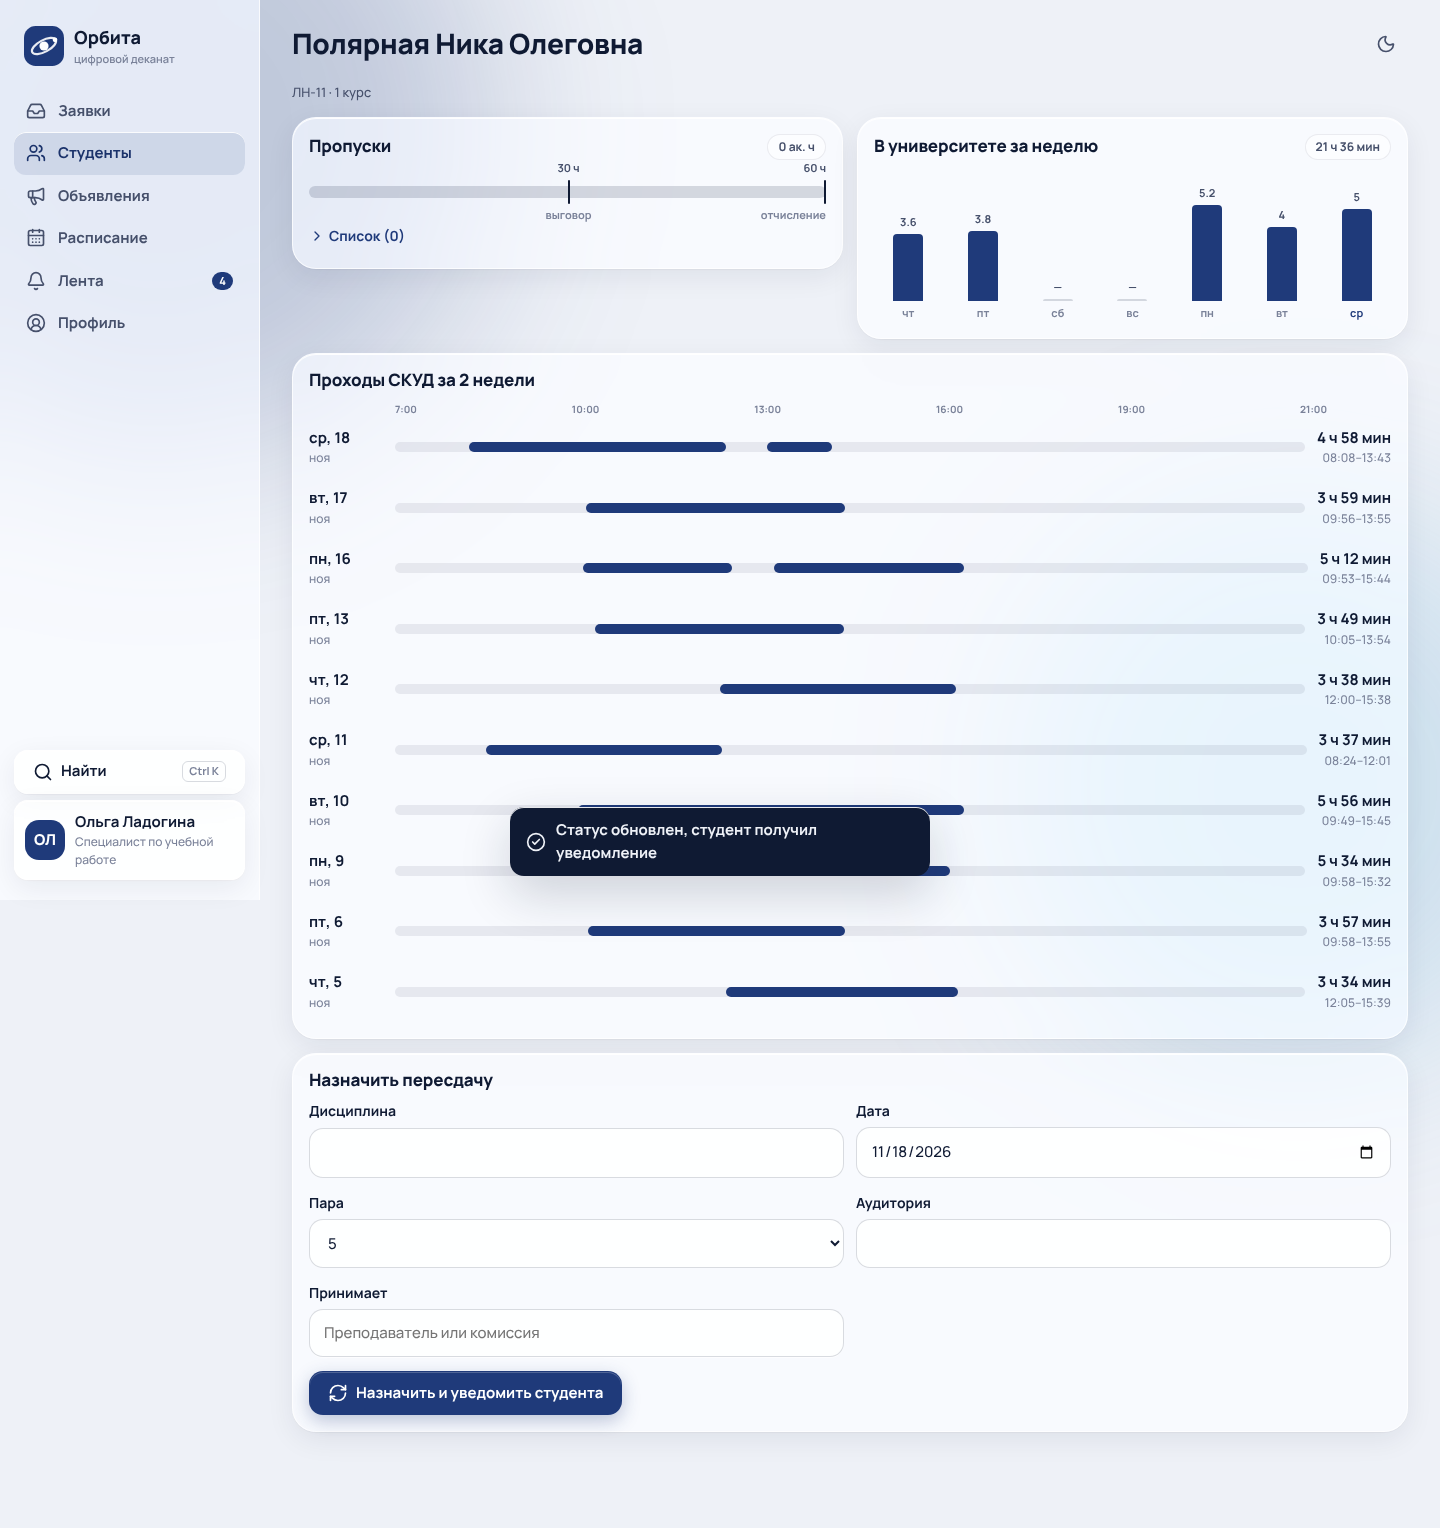 Орбита
цифровой деканат
Заявки
Студенты
Объявления
Расписание
Лента
4
Профиль
Найти
Ctrl K
ОЛ
Ольга Ладогина
Специалист по учебной
работе
Полярная Ника Олеговна
ЛН-11 · 1 курс
Пропуски
0 ак. ч
30 ч
60 ч
выговор
отчисление
Список (0)
В университете за неделю
21 ч 36 мин
3.6
3.8
–
–
5.2
4
5
чт
пт
сб
вс
пн
вт
ср
Проходы СКУД за 2 недели
7:00
10:00
13:00
16:00
19:00
21:00
ср, 18
ноя
4 ч 58 мин
08:08–13:43
вт, 17
ноя
3 ч 59 мин
09:56–13:55
пн, 16
ноя
5 ч 12 мин
09:53–15:44
пт, 13
ноя
3 ч 49 мин
10:05–13:54
чт, 12
ноя
3 ч 38 мин
12:00–15:38
ср, 11
ноя
3 ч 37 мин
08:24–12:01
вт, 10
ноя
5 ч 56 мин
09:49–15:45
Статус обновлен, студент получил
уведомление
пн, 9
ноя
5 ч 34 мин
09:58–15:32
пт, 6
ноя
3 ч 57 мин
09:58–13:55
чт, 5
ноя
3 ч 34 мин
12:05–15:39
Назначить пересдачу
Дисциплина
Дата
11/18/2026
Пара
5
Аудитория
Принимает
Преподаватель или комиссия
Назначить и уведомить студента